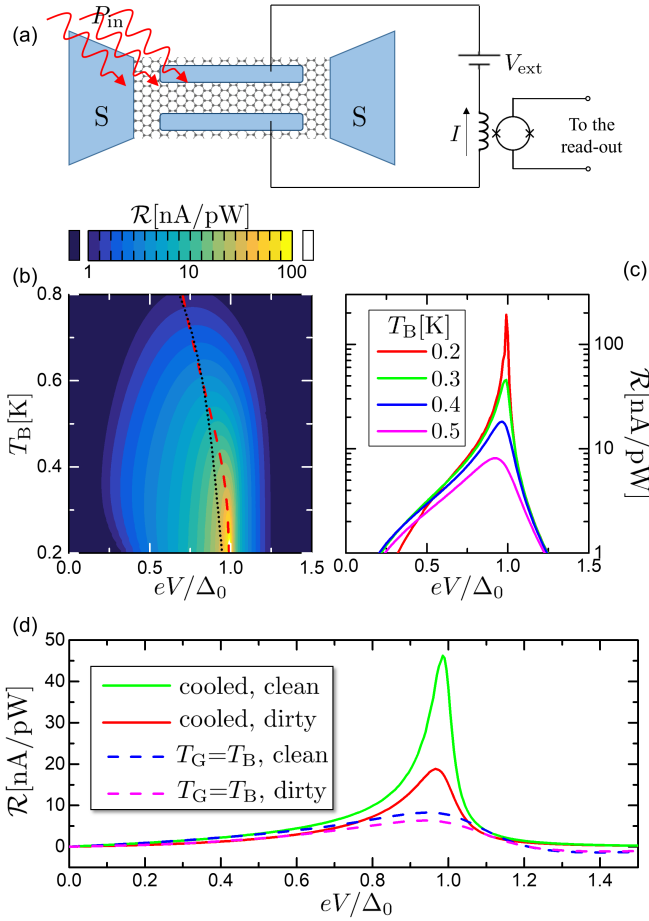 (a)
P_in
S
S
V_ext
I
To the
read-out
R[nA/pW]
1 10 100
(b)
T_B[K]
0.8
0.6
0.4
0.2
0.0 0.5 1.0 1.5
eV/Δ_0
(c)
T_B[K]
0.2
0.3
0.4
0.5
R[nA/pW]
100
10
1
0.0 0.5 1.0 1.5
eV/Δ_0
(d)
R[nA/pW]
50
40
30
20
10
0
cooled, clean
cooled, dirty
T_G=T_B, clean
T_G=T_B, dirty
0.0 0.2 0.4 0.6 0.8 1.0 1.2 1.4
eV/Δ_0